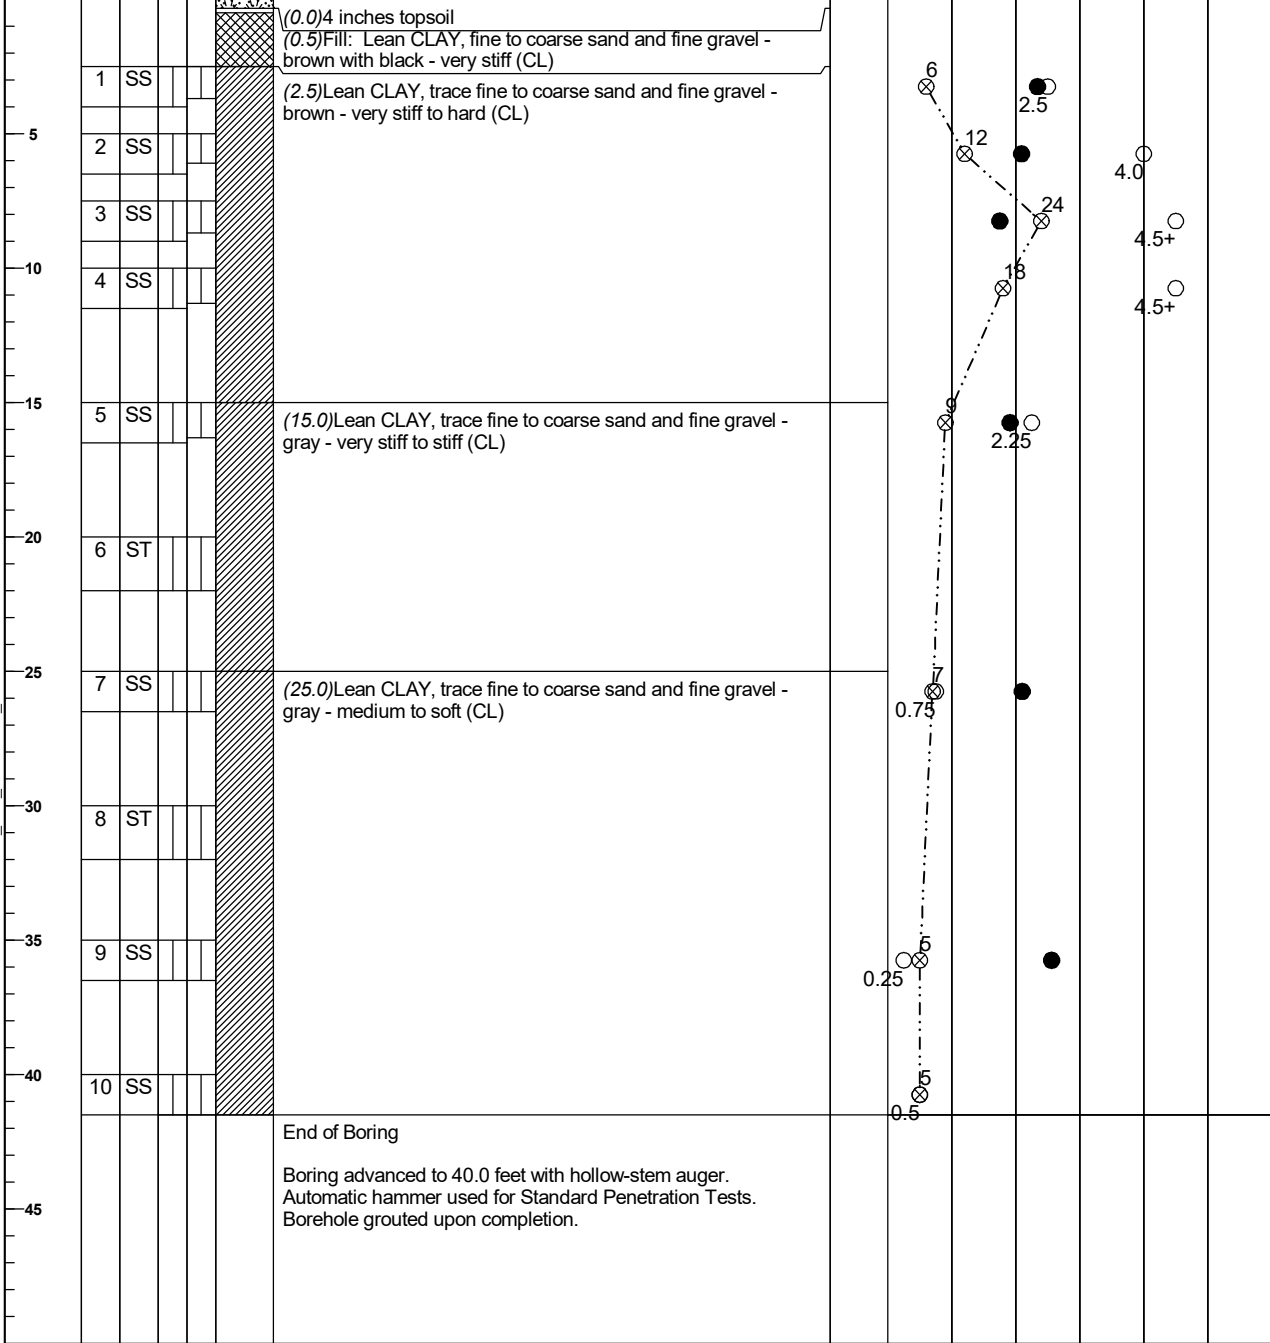 (0.0)4 inches topsoil
(0.5)Fill: Lean CLAY, fine to coarse sand and fine gravel -
brown with black - very stiff (CL)
1 SS
6
(2.5)Lean CLAY, trace fine to coarse sand and fine gravel -
brown - very stiff to hard (CL)
2.5
5
2 SS
12
4.0
3 SS
24
4.5+
10
4 SS
18
4.5+
15
5 SS
9
(15.0)Lean CLAY, trace fine to coarse sand and fine gravel -
gray - very stiff to stiff (CL)
2.25
20
6 ST
25
7 SS
7
(25.0)Lean CLAY, trace fine to coarse sand and fine gravel -
gray - medium to soft (CL)
0.75
30
8 ST
35
9 SS
5
0.25
40
10 SS
5
0.5
End of Boring
Boring advanced to 40.0 feet with hollow-stem auger.
Automatic hammer used for Standard Penetration Tests.
Borehole grouted upon completion.
45